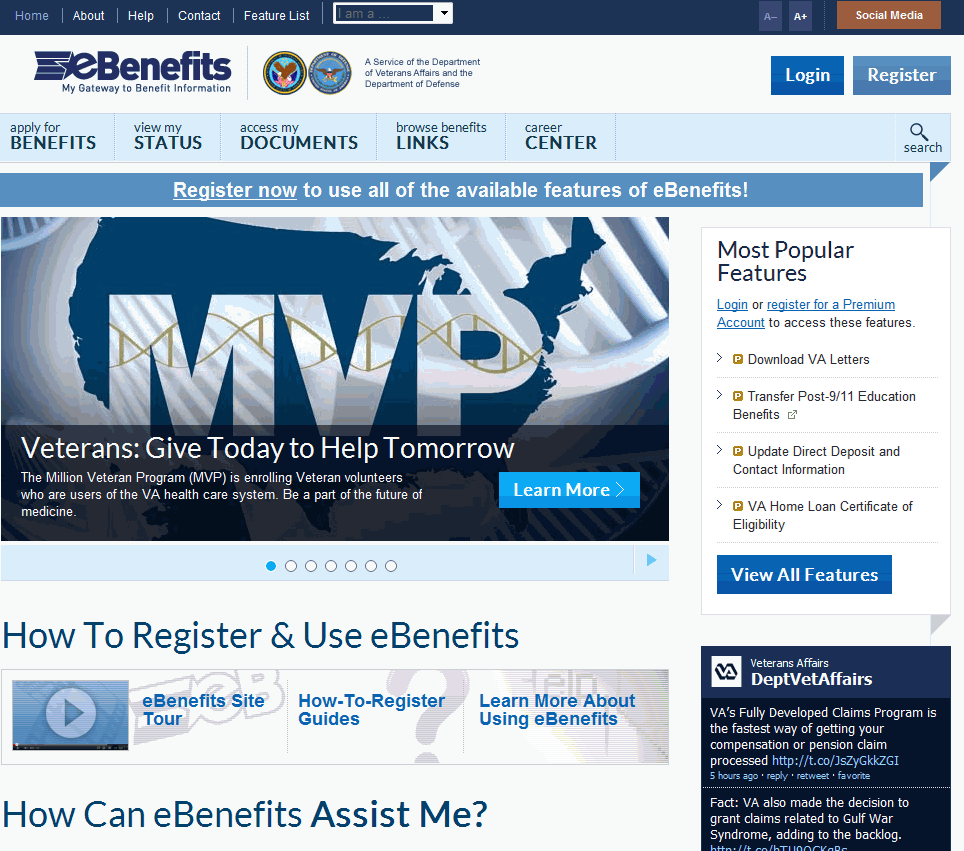 Home About Help Contact Feature List I am a ... A– A+ Social Media
eBenefits
My Gateway to Benefit Information
A Service of the Department
of Veterans Affairs and the
Department of Defense
Login Register
apply for
BENEFITS
view my
STATUS
access my
DOCUMENTS
browse benefits
LINKS
career
CENTER
search
Register now to use all of the available features of eBenefits!
MVP
Veterans: Give Today to Help Tomorrow
The Million Veteran Program (MVP) is enrolling Veteran volunteers
who are users of the VA health care system. Be a part of the future of
medicine.
Learn More
Most Popular
Features
Login or register for a Premium
Account to access these features.
P Download VA Letters
P Transfer Post-9/11 Education
Benefits
P Update Direct Deposit and
Contact Information
P VA Home Loan Certificate of
Eligibility
View All Features
How To Register & Use eBenefits
eBenefits Site
Tour
How-To-Register
Guides
Learn More About
Using eBenefits
How Can eBenefits Assist Me?
VA
Veterans Affairs
DeptVetAffairs
VA's Fully Developed Claims Program is
the fastest way of getting your
compensation or pension claim
processed http://t.co/JsZyGkkZGI
5 hours ago · reply · retweet · favorite
Fact: VA also made the decision to
grant claims related to Gulf War
Syndrome, adding to the backlog.